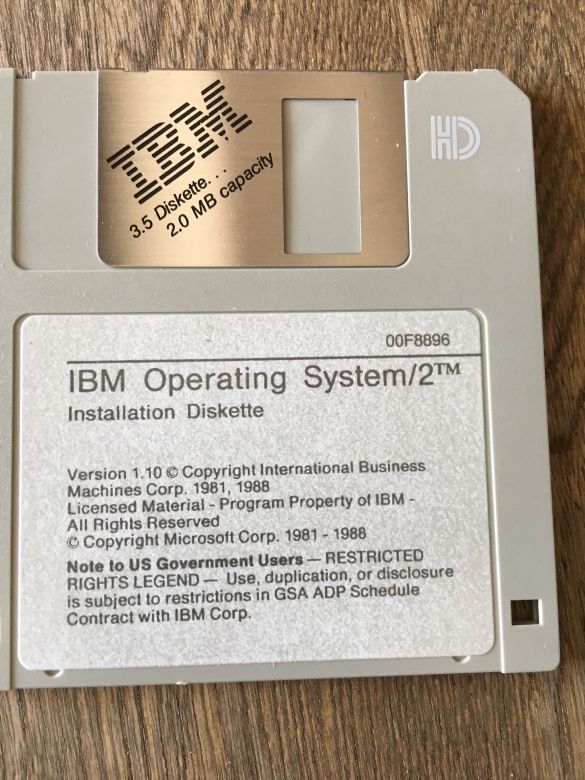 IBM
HD
3.5 Diskette...
2.0 MB capacity
00F8896
IBM Operating System/2™
Installation Diskette
Version 1.10 © Copyright International Business
Machines Corp. 1981, 1988
Licensed Material - Program Property of IBM -
All Rights Reserved
© Copyright Microsoft Corp. 1981 - 1988
Note to US Government Users — RESTRICTED
RIGHTS LEGEND — Use, duplication, or disclosure
is subject to restrictions in GSA ADP Schedule
Contract with IBM Corp.